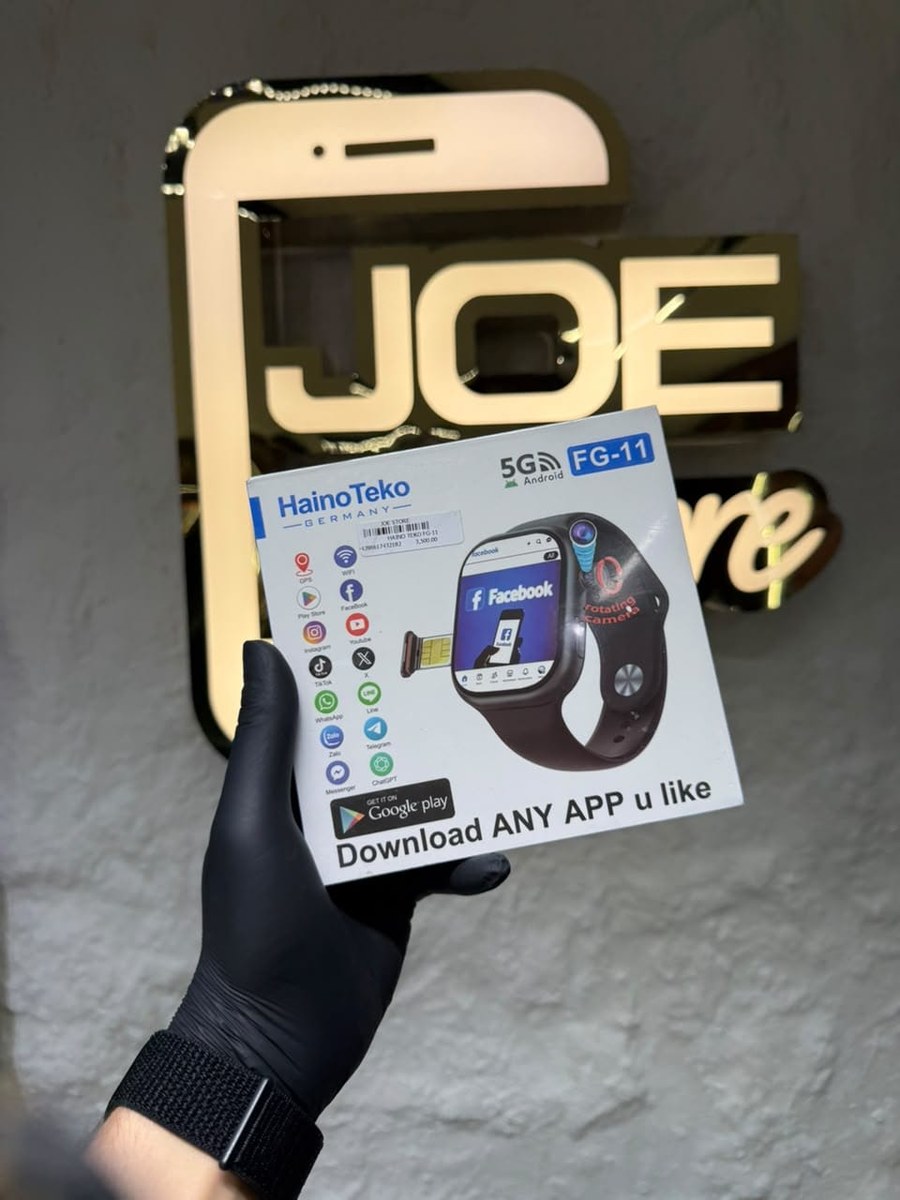 JOE
re
5G
Android
FG-11
HainoTeko
GERMANY
JOE STORE
HAINO TEKO FG-11
3,500.00
GPS
WIFI
Play Store
FaceBook
Instagram
Youtube
TikTok
X
WhatsApp
LINE
Line
Zalo
Zalo
Telegram
Messenger
ChatGPT
facebook
Facebook
rotating
camera
GET IT ON
Google play
Download ANY APP u like